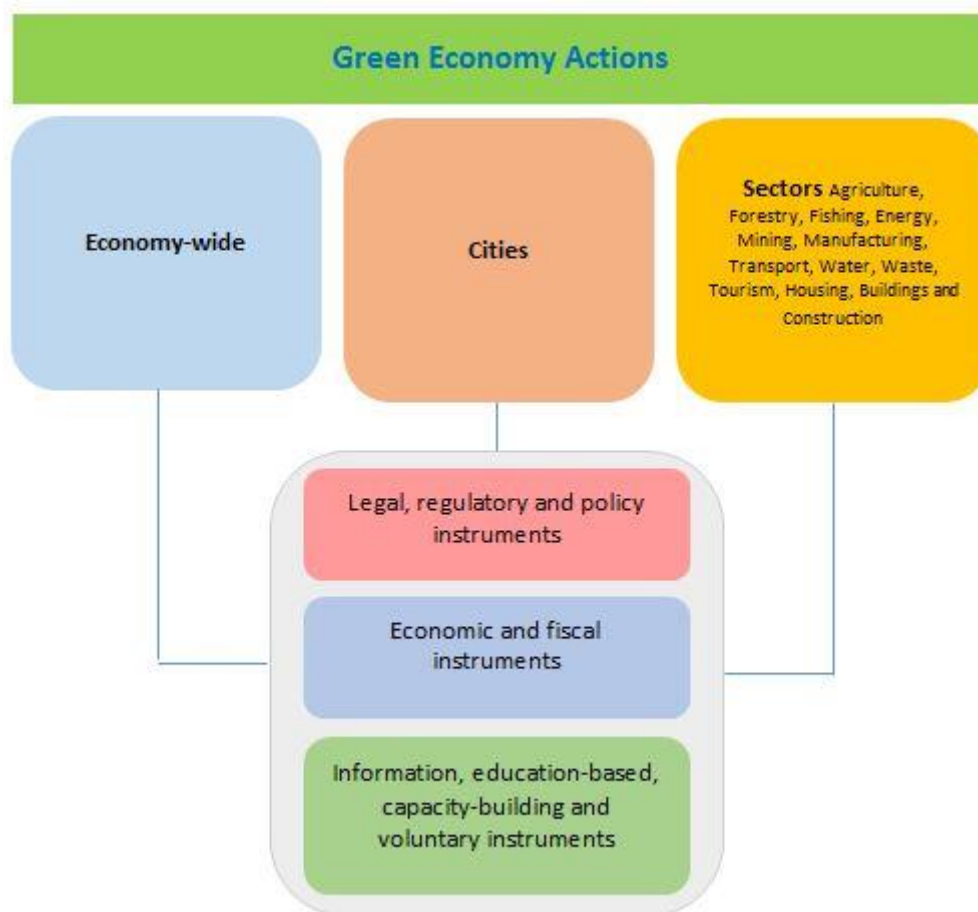 Green Economy Actions
Economy-wide
Cities
Sectors Agriculture,
Forestry, Fishing, Energy,
Mining, Manufacturing,
Transport, Water, Waste,
Tourism, Housing, Buildings and
Construction
Legal, regulatory and policy
instruments
Economic and fiscal
instruments
Information, education-based,
capacity-building and
voluntary instruments